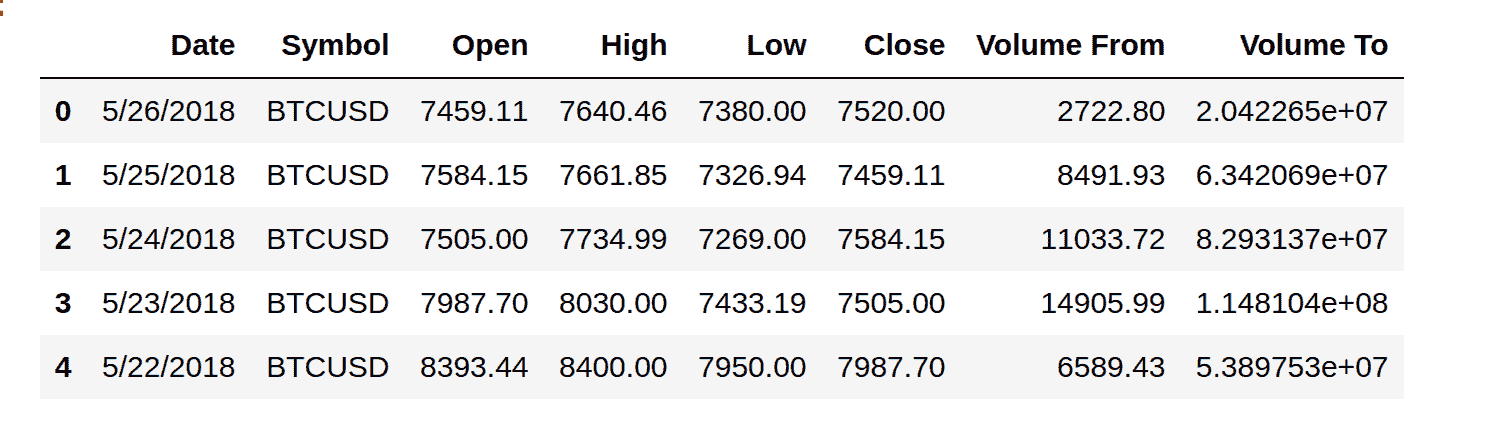 Date Symbol Open High Low Close Volume From Volume To
0 5/26/2018 BTCUSD 7459.11 7640.46 7380.00 7520.00 2722.80 2.042265e+07
1 5/25/2018 BTCUSD 7584.15 7661.85 7326.94 7459.11 8491.93 6.342069e+07
2 5/24/2018 BTCUSD 7505.00 7734.99 7269.00 7584.15 11033.72 8.293137e+07
3 5/23/2018 BTCUSD 7987.70 8030.00 7433.19 7505.00 14905.99 1.148104e+08
4 5/22/2018 BTCUSD 8393.44 8400.00 7950.00 7987.70 6589.43 5.389753e+07